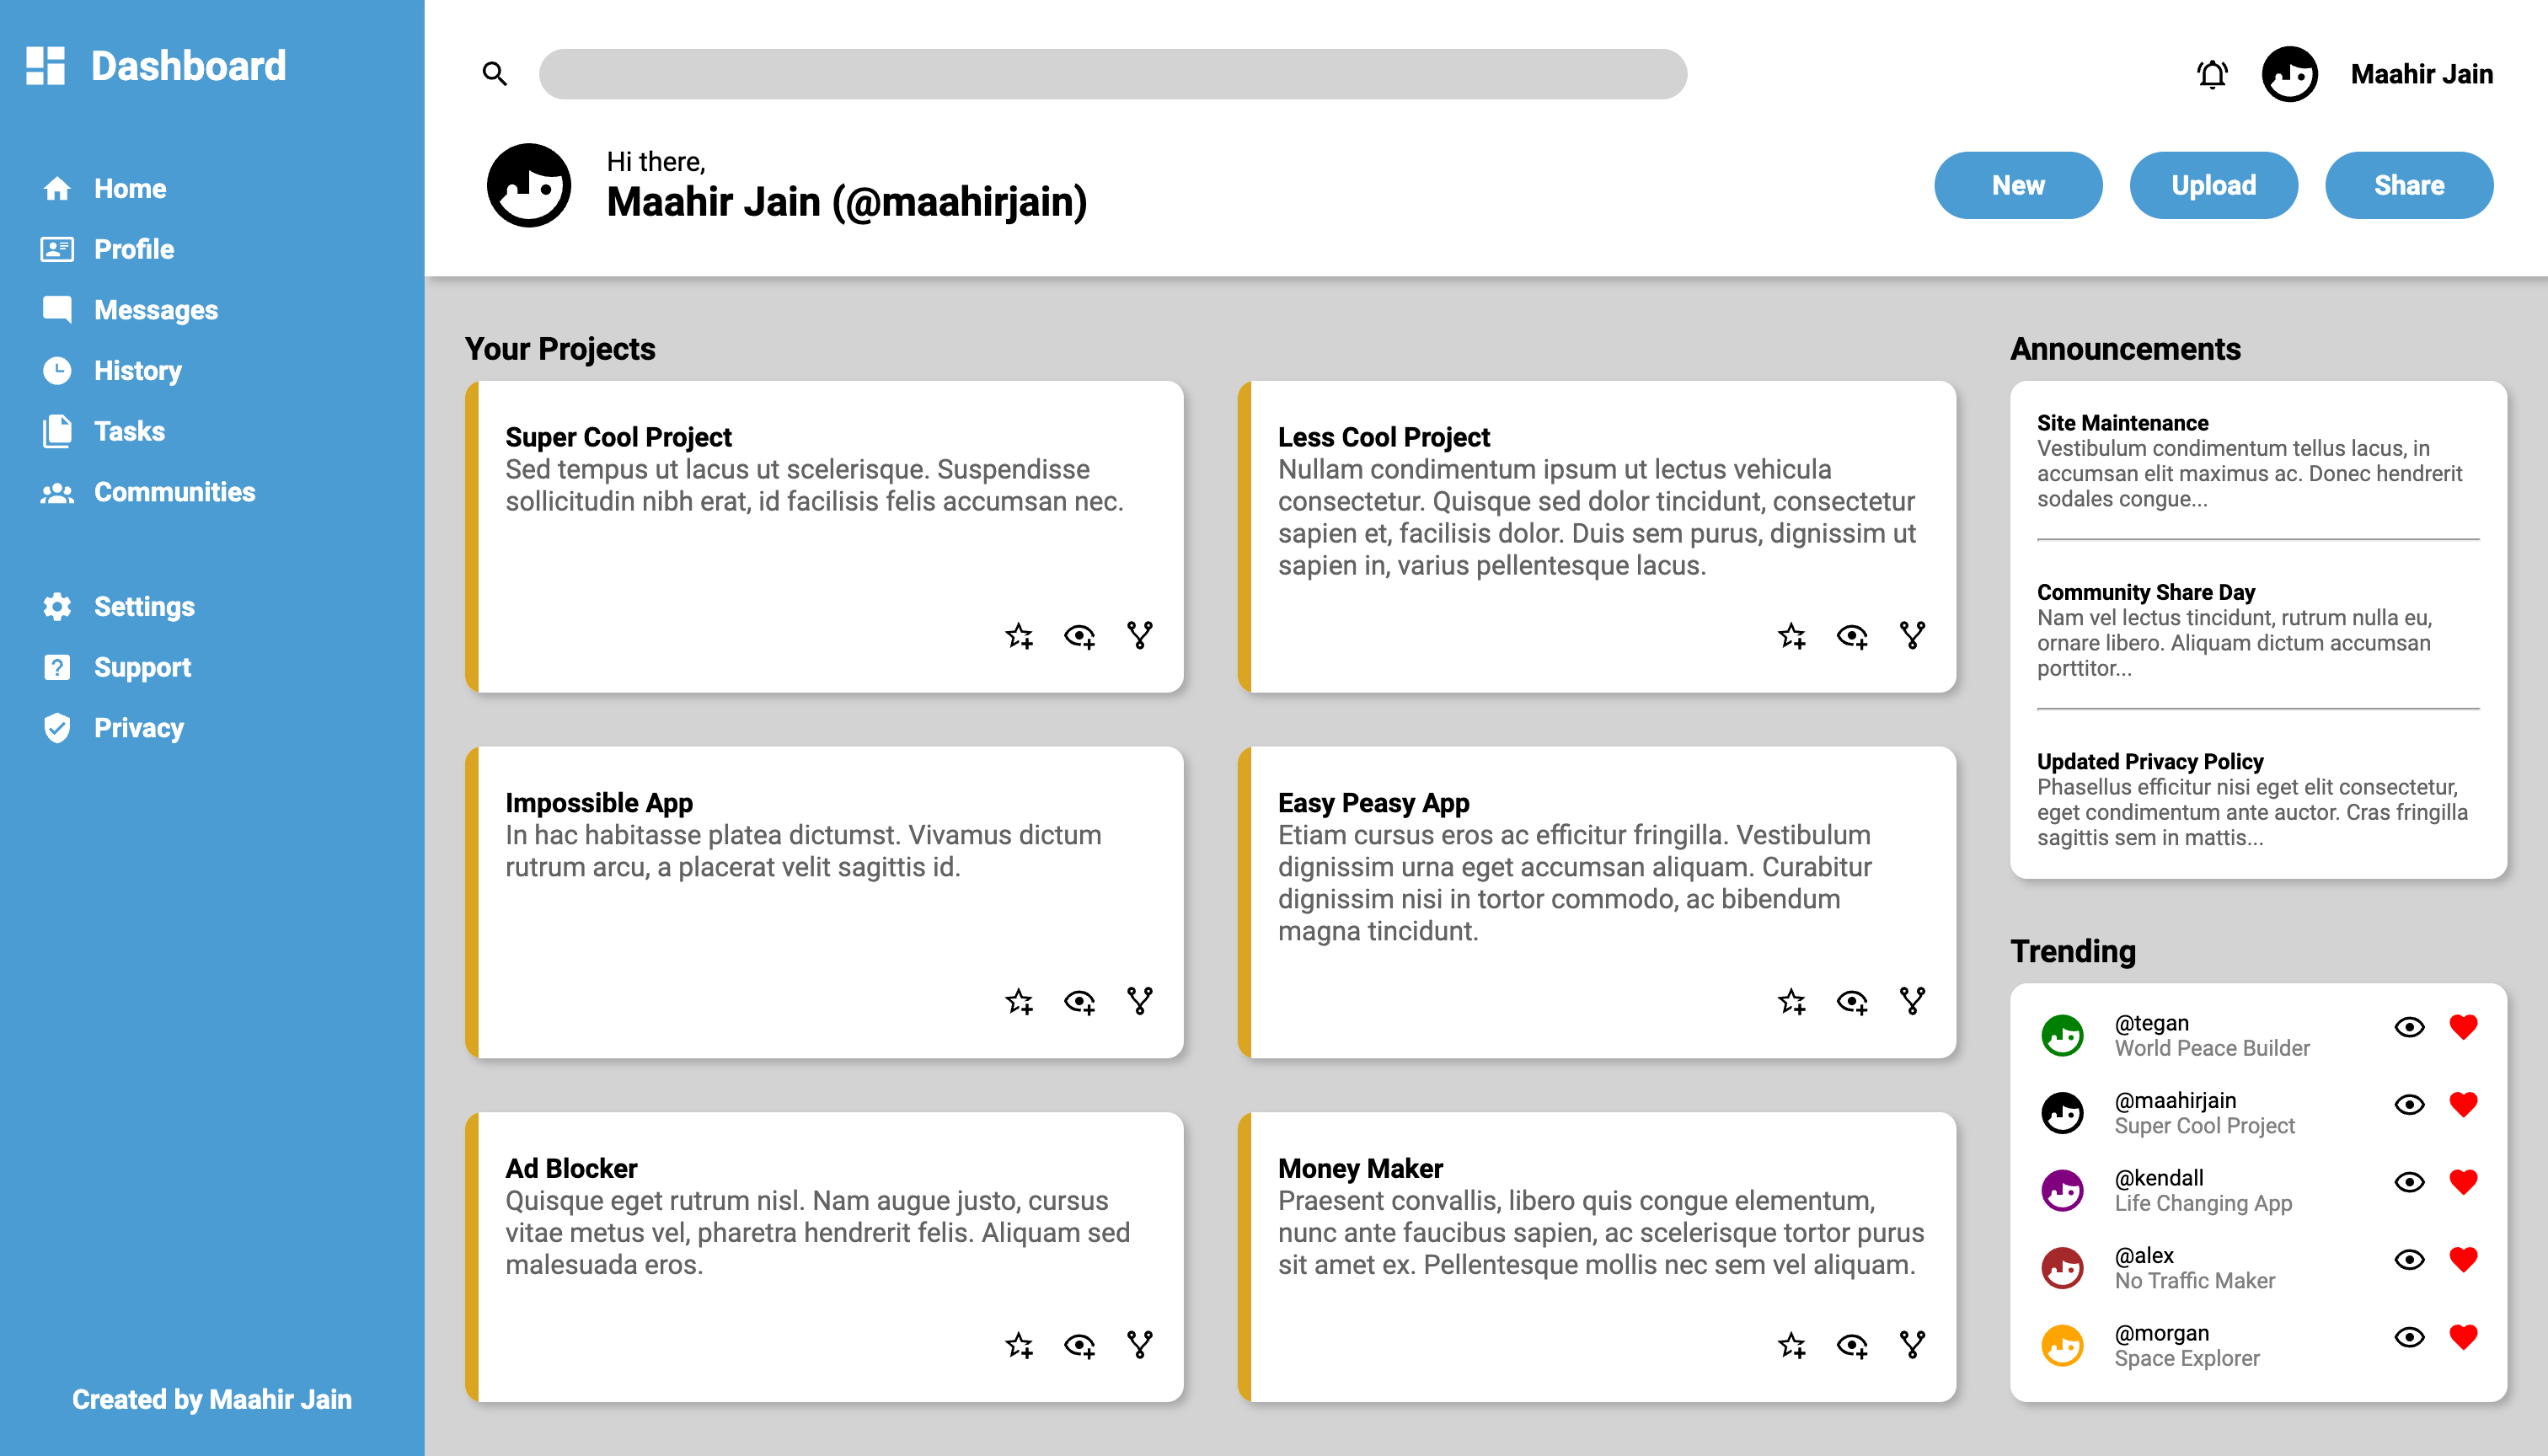 Dashboard
Home
Profile
Messages
History
Tasks
Communities
Settings
Support
Privacy
Created by Maahir Jain
Maahir Jain
Hi there,
Maahir Jain (@maahirjain)
New
Upload
Share
Your Projects
Super Cool Project
Sed tempus ut lacus ut scelerisque. Suspendisse
sollicitudin nibh erat, id facilisis felis accumsan nec.
Less Cool Project
Nullam condimentum ipsum ut lectus vehicula
consectetur. Quisque sed dolor tincidunt, consectetur
sapien et, facilisis dolor. Duis sem purus, dignissim ut
sapien in, varius pellentesque lacus.
Impossible App
In hac habitasse platea dictumst. Vivamus dictum
rutrum arcu, a placerat velit sagittis id.
Easy Peasy App
Etiam cursus eros ac efficitur fringilla. Vestibulum
dignissim urna eget accumsan aliquam. Curabitur
dignissim nisi in tortor commodo, ac bibendum
magna tincidunt.
Ad Blocker
Quisque eget rutrum nisl. Nam augue justo, cursus
vitae metus vel, pharetra hendrerit felis. Aliquam sed
malesuada eros.
Money Maker
Praesent convallis, libero quis congue elementum,
nunc ante faucibus sapien, ac scelerisque tortor purus
sit amet ex. Pellentesque mollis nec sem vel aliquam.
Announcements
Site Maintenance
Vestibulum condimentum tellus lacus, in
accumsan elit maximus ac. Donec hendrerit
sodales congue...
Community Share Day
Nam vel lectus tincidunt, rutrum nulla eu,
ornare libero. Aliquam dictum accumsan
porttitor...
Updated Privacy Policy
Phasellus efficitur nisi eget elit consectetur,
eget condimentum ante auctor. Cras fringilla
sagittis sem in mattis...
Trending
@tegan
World Peace Builder
@maahirjain
Super Cool Project
@kendall
Life Changing App
@alex
No Traffic Maker
@morgan
Space Explorer